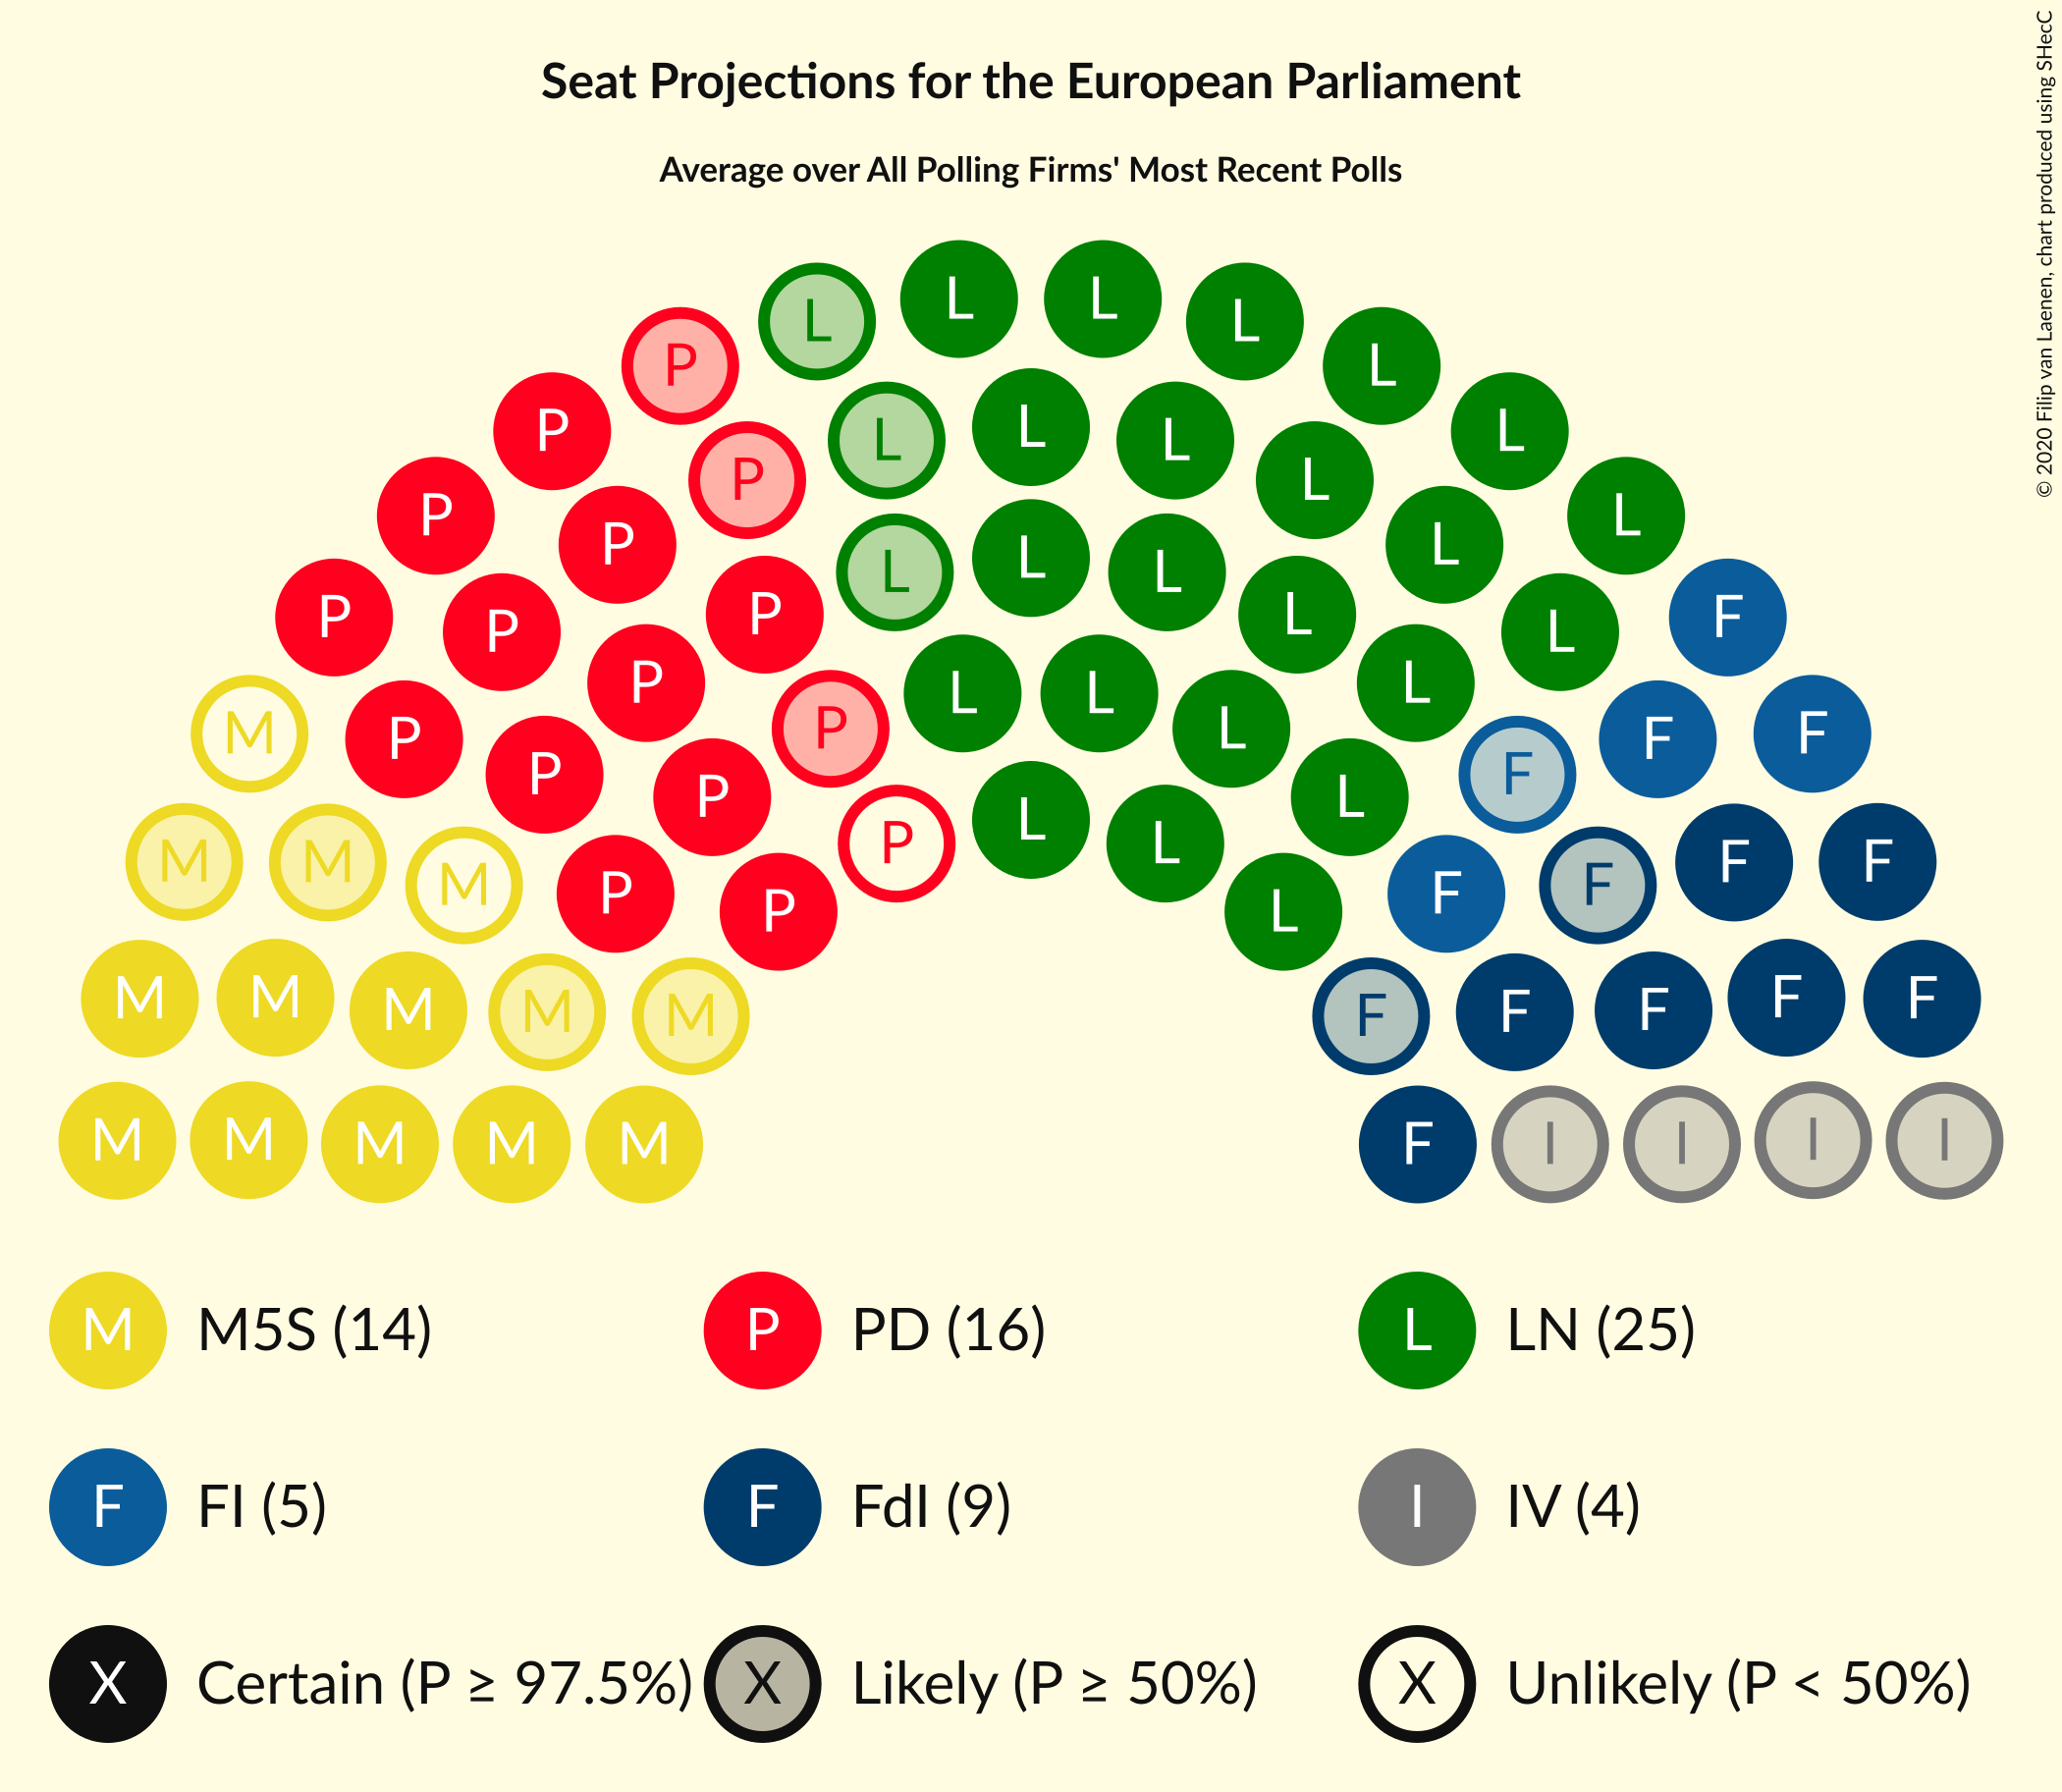 © 2020 Filip van Laenen, chart produced using SHecC
Seat Projections for the European Parliament
Average over All Polling Firms' Most Recent Polls
L L
L L
P L
P L L
L L
P L
P L
P L L
L L
P P L F
P L
P L L L
M P P L F F
P F
P L
L
P L
M M F F
M P F F
P L
M M M M M F F F F F
M M M M M F I I I I
M M5S (14) P PD (16) L LN (25)
F FI (5) F FdI (9) I IV (4)
X Certain (P ≥ 97.5%) X Likely (P ≥ 50%) X Unlikely (P < 50%)